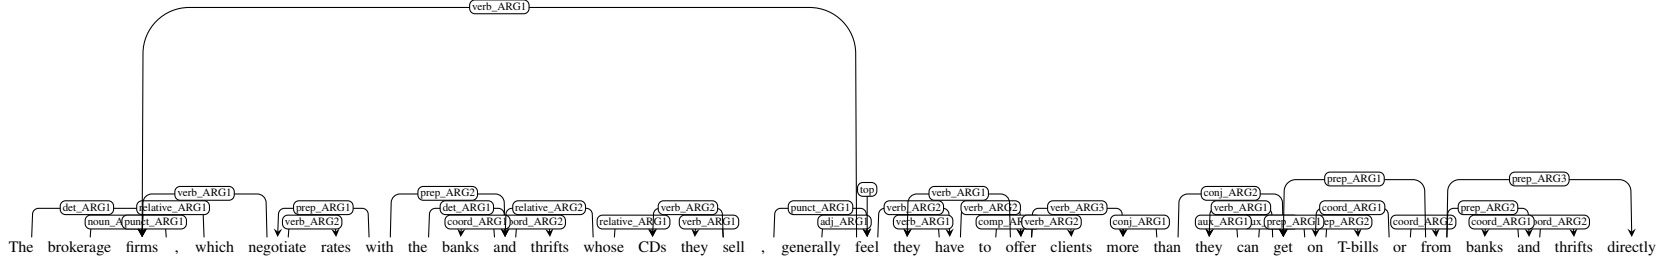 verb_ARG1
top
prep_ARG1 prep_ARG3
verb_ARG1 prep_ARG2 verb_ARG1 conj_ARG2
det_ARG1 relative_ARG1 prep_ARG1 det_ARG1 relative_ARG2 verb_ARG2 punct_ARG1 verb_ARG2 verb_ARG2 verb_ARG3 verb_ARG1 coord_ARG1 prep_ARG2
punct_ARG1 verb_ARG2 coord_ARG1 relative_ARG1 verb_ARG1 adj_ARG1 verb_ARG1 verb_ARG2 conj_ARG1 aux_ARG1 prep_ARG1 coord_ARG2 coord_ARG1
The brokerage firms , which negotiate rates with the banks and thrifts whose CDs they sell , generally feel they have to offer clients more than they can get on T-bills or from banks and thrifts directly